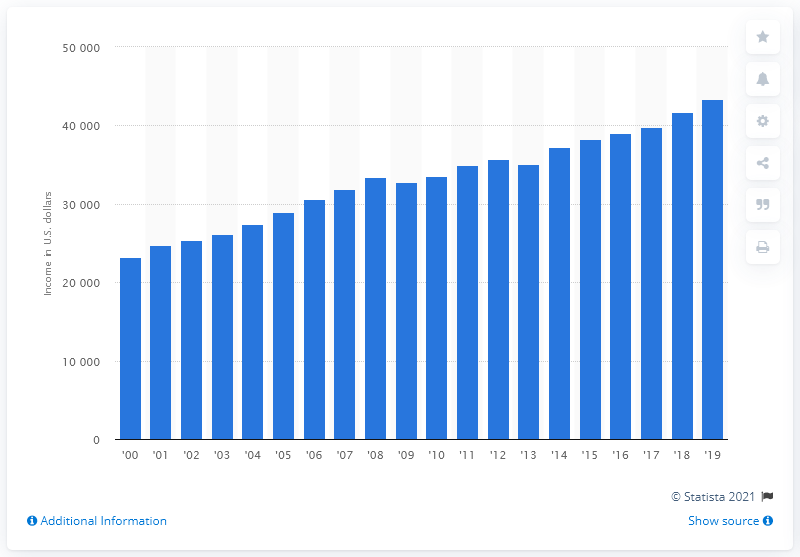 50 000
40 000
30 000
20 000
10 000
0
Income in U.S. dollars
'00 '01 '02 '03 '04 '05 '06 '07 '08 '09 '10 '11 '12 '13 '14 '15 '16 '17 '18 '19
© Statista 2021
Additional Information
Show source